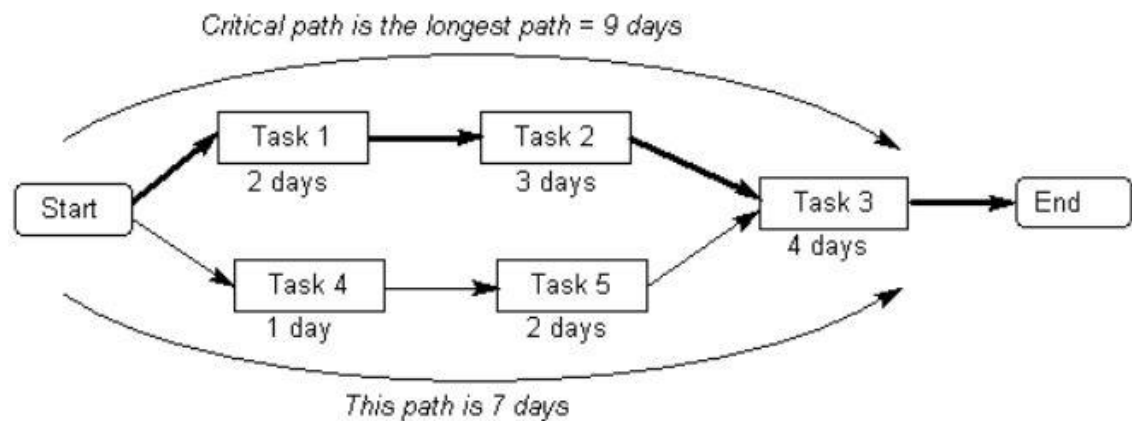 Critical path is the longest path = 9 days
Task 1
Task 2
2 days
3 days
Start
Task 3
End
4 days
Task 4
Task 5
1 day
2 days
This path is 7 days